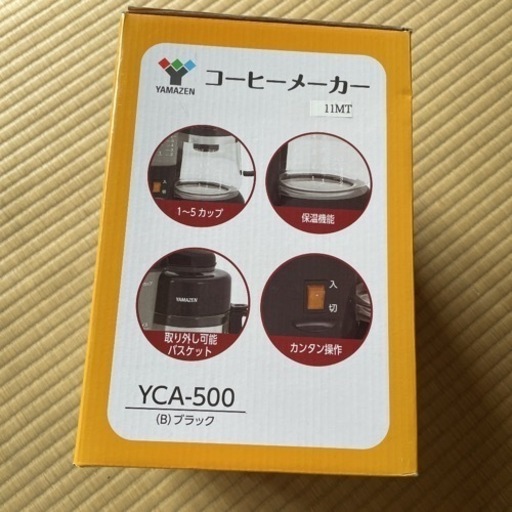 YAMAZEN
コーヒーメーカー
11MT
1〜5カップ
保温機能
YAMAZEN
取り外し可能
バスケット
入
切
カンタン操作
YCA-500
(B)ブラック